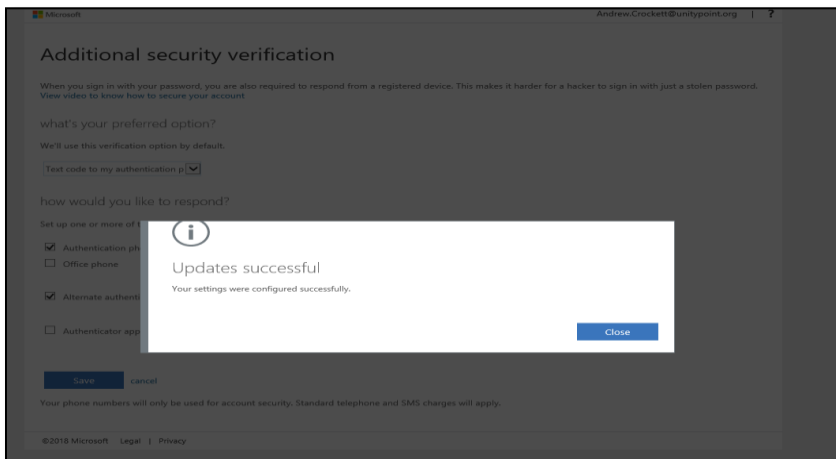 Microsoft
Andrew.Crockett@unitypoint.org | ?
Additional security verification
When you sign in with your password, you are also required to respond from a registered device. This makes it harder for a hacker to sign in with just a stolen password.
View video to know how to secure your account
what's your preferred option?
We'll use this verification option by default.
Text code to my authentication p
how would you like to respond?
Set up one or more of
Authentication ph
Office phone
Alternate authenti
Authenticator app
Updates successful
Your settings were configured successfully.
Close
Save cancel
Your phone numbers will only be used for account security. Standard telephone and SMS charges will apply.
©2018 Microsoft Legal | Privacy